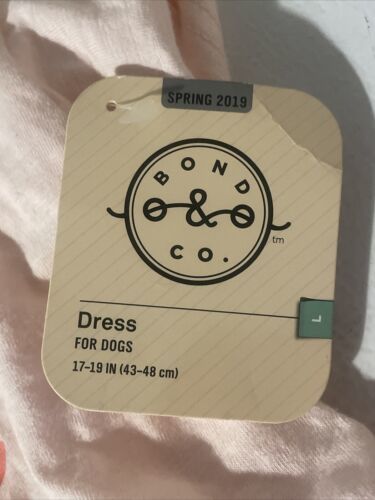 SPRING 2019
BOND
&
CO.
tm
L
Dress
FOR DOGS
17-19 IN (43-48 cm)